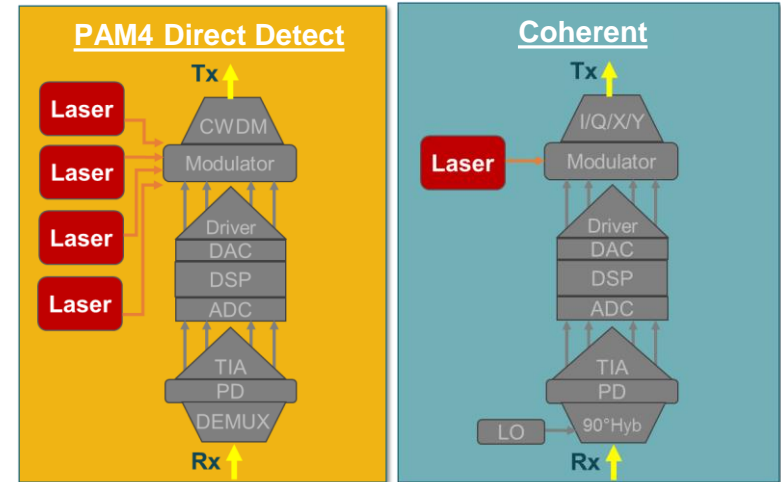 PAM4 Direct Detect
Tx
Laser
CWDM
Laser
Modulator
Laser
Driver
DAC
Laser
DSP
ADC
TIA
PD
DEMUX
Rx
Coherent
Tx
I/Q/X/Y
Laser
Modulator
Driver
DAC
DSP
ADC
TIA
PD
LO
90°Hyb
Rx